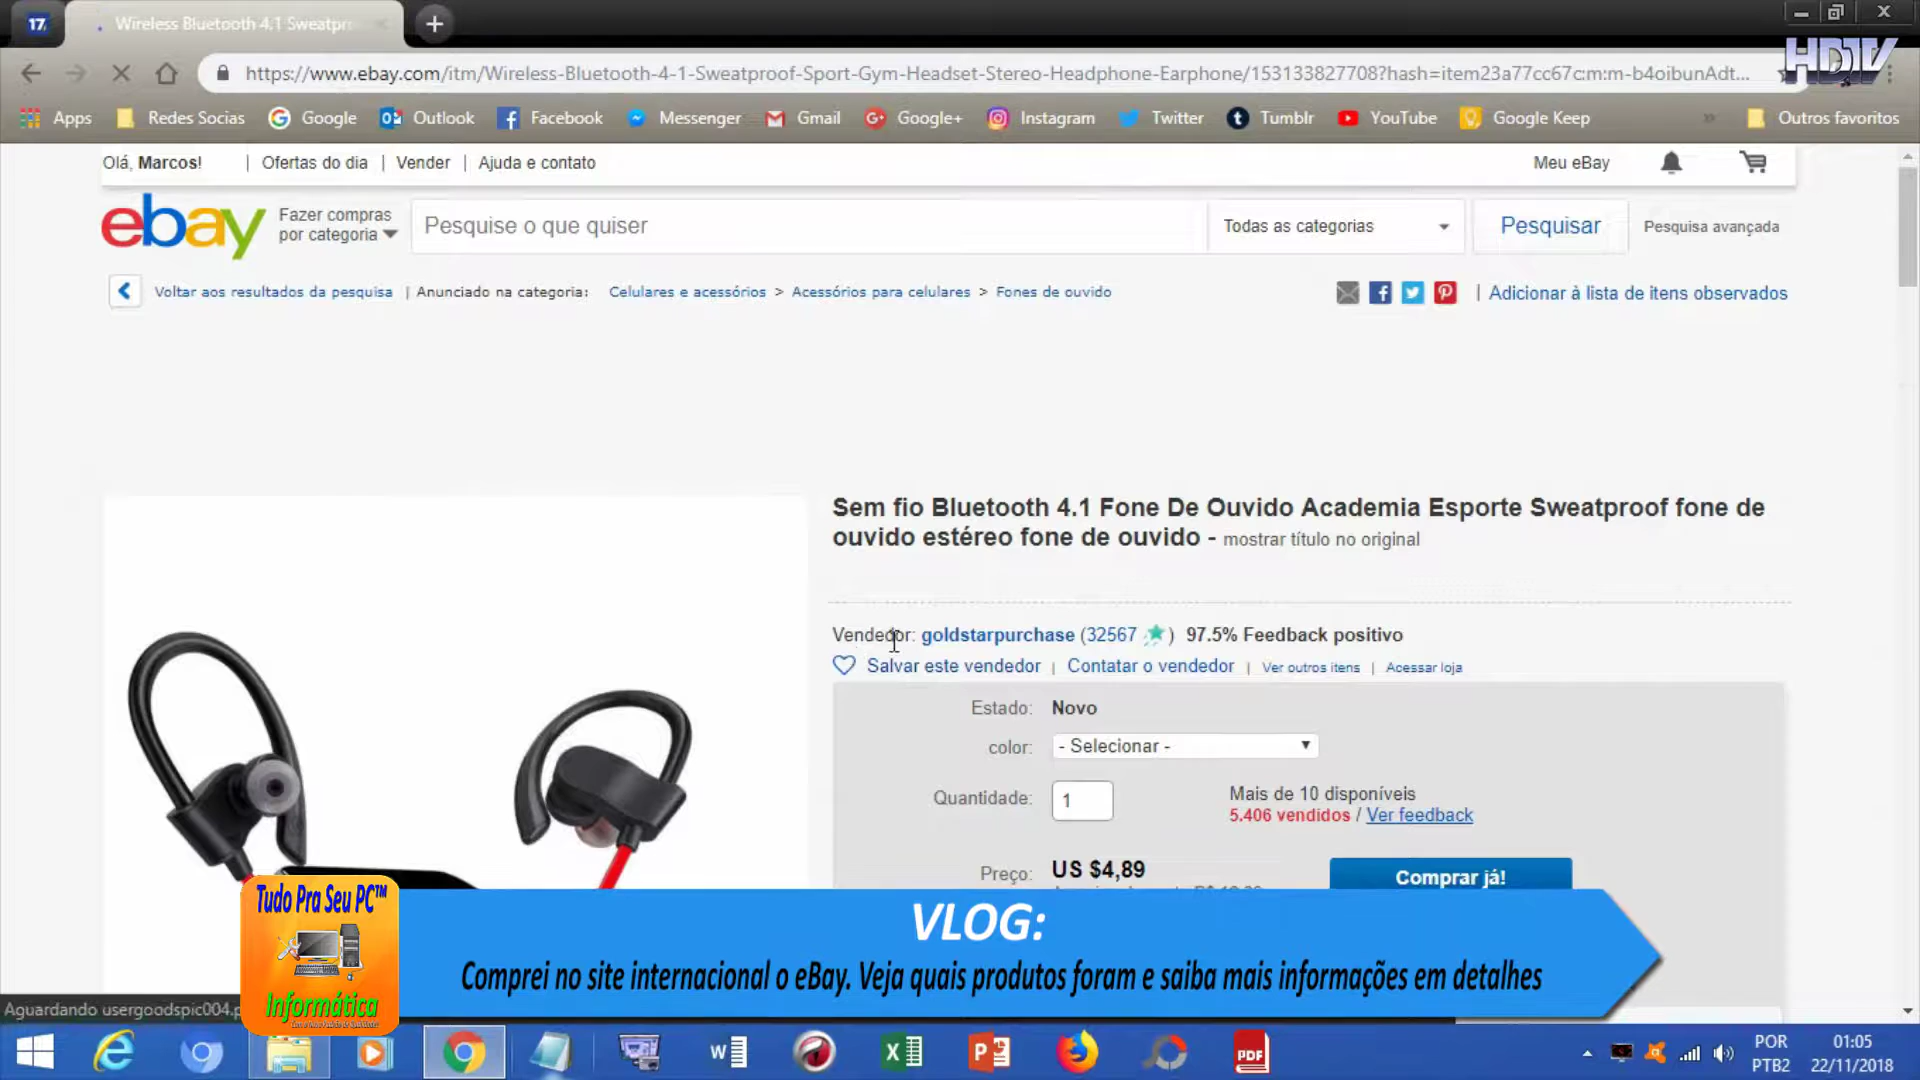 17
Wireless Bluetooth 4.1 Sweatpr
https://www.ebay.com/itm/Wireless-Bluetooth-4-1-Sweatproof-Sport-Gym-Headset-Stereo-Headphone-Earphone/153133827708?hash=item23a77cc67c:m:m-b4oibunAdt...
HDTV
Apps
Redes Socias
Google
Outlook
Facebook
Messenger
Gmail
Google+
Instagram
Twitter
Tumblr
YouTube
Google Keep
»
Outros favoritos
Olá, Marcos! | Ofertas do dia | Vender | Ajuda e contato
Meu eBay
ebay
Fazer compras
por categoria
Pesquise o que quiser
Todas as categorias
Pesquisar
Pesquisa avançada
Voltar aos resultados da pesquisa | Anunciado na categoria: Celulares e acessórios > Acessórios para celulares > Fones de ouvido
| Adicionar à lista de itens observados
Sem fio Bluetooth 4.1 Fone De Ouvido Academia Esporte Sweatproof fone de
ouvido estéreo fone de ouvido - mostrar título no original
Vendedor: goldstarpurchase (32567 ) 97.5% Feedback positivo
Salvar este vendedor | Contatar o vendedor | Ver outros itens | Acessar loja
Estado: Novo
color: - Selecionar -
Quantidade: 1
Mais de 10 disponíveis
5.406 vendidos / Ver feedback
Preço: US $4,89
Comprar já!
Tudo Pra Seu PC™
Informática
VLOG:
Comprei no site internacional o eBay. Veja quais produtos foram e saiba mais informações em detalhes
Aguardando usergoodspic004.p
PDF
POR
PTB2
01:05
22/11/2018